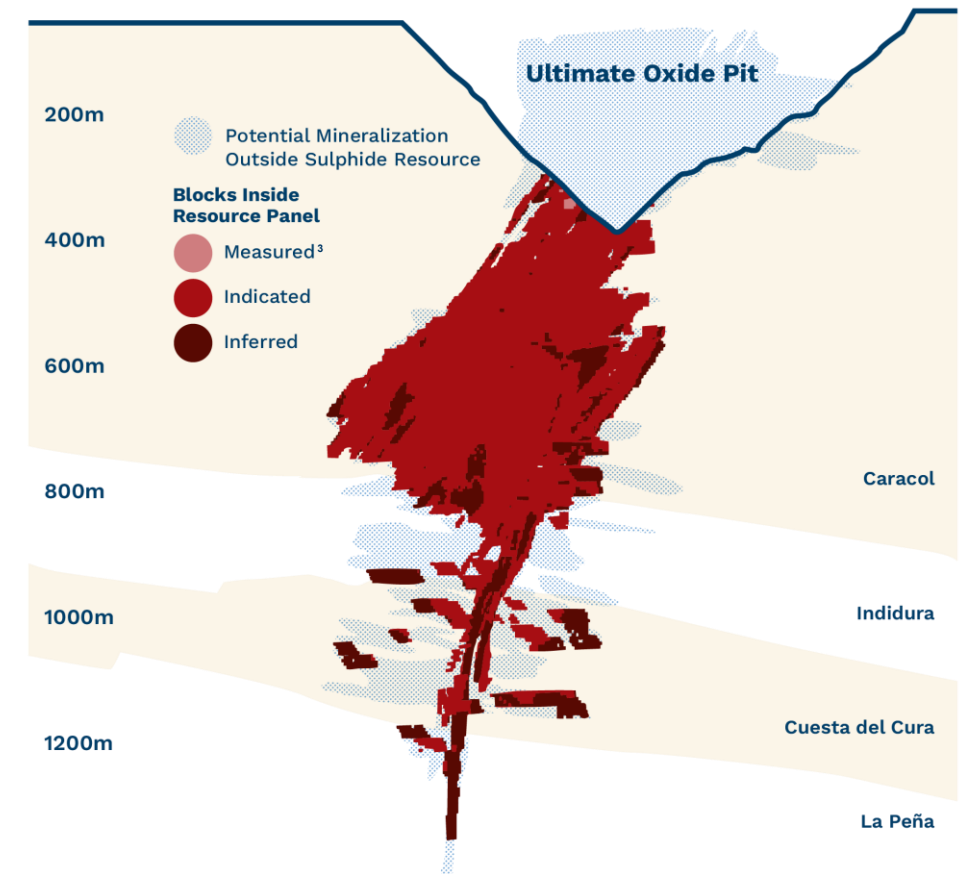 Ultimate Oxide Pit
200m
Potential Mineralization
Outside Sulphide Resource
Blocks Inside
Resource Panel
400m
Measured³
Indicated
Inferred
600m
Caracol
800m
Indidura
1000m
Cuesta del Cura
1200m
La Peña